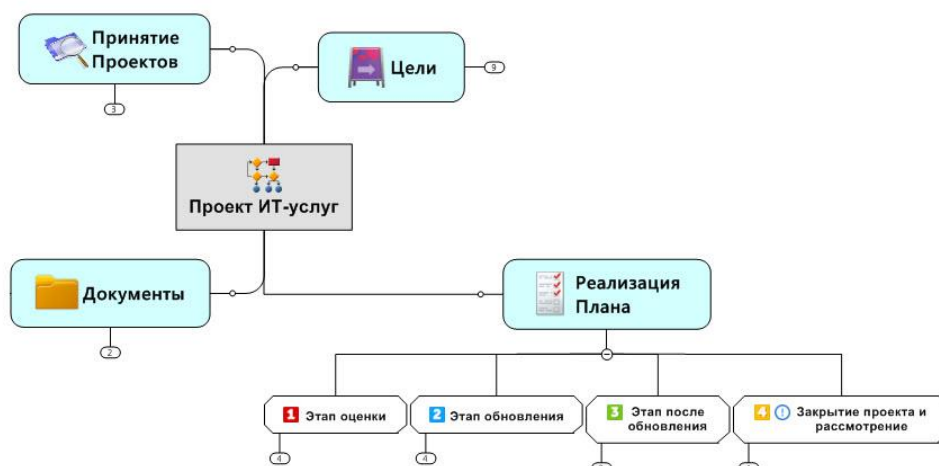 Принятие
Проектов
Цели
9
3
Проект ИТ-услуг
Документы
2
Реализация
Плана
1 Этап оценки
2 Этап обновления
3 Этап после
обновления
4 Закрытие проекта и
рассмотрение
4
4